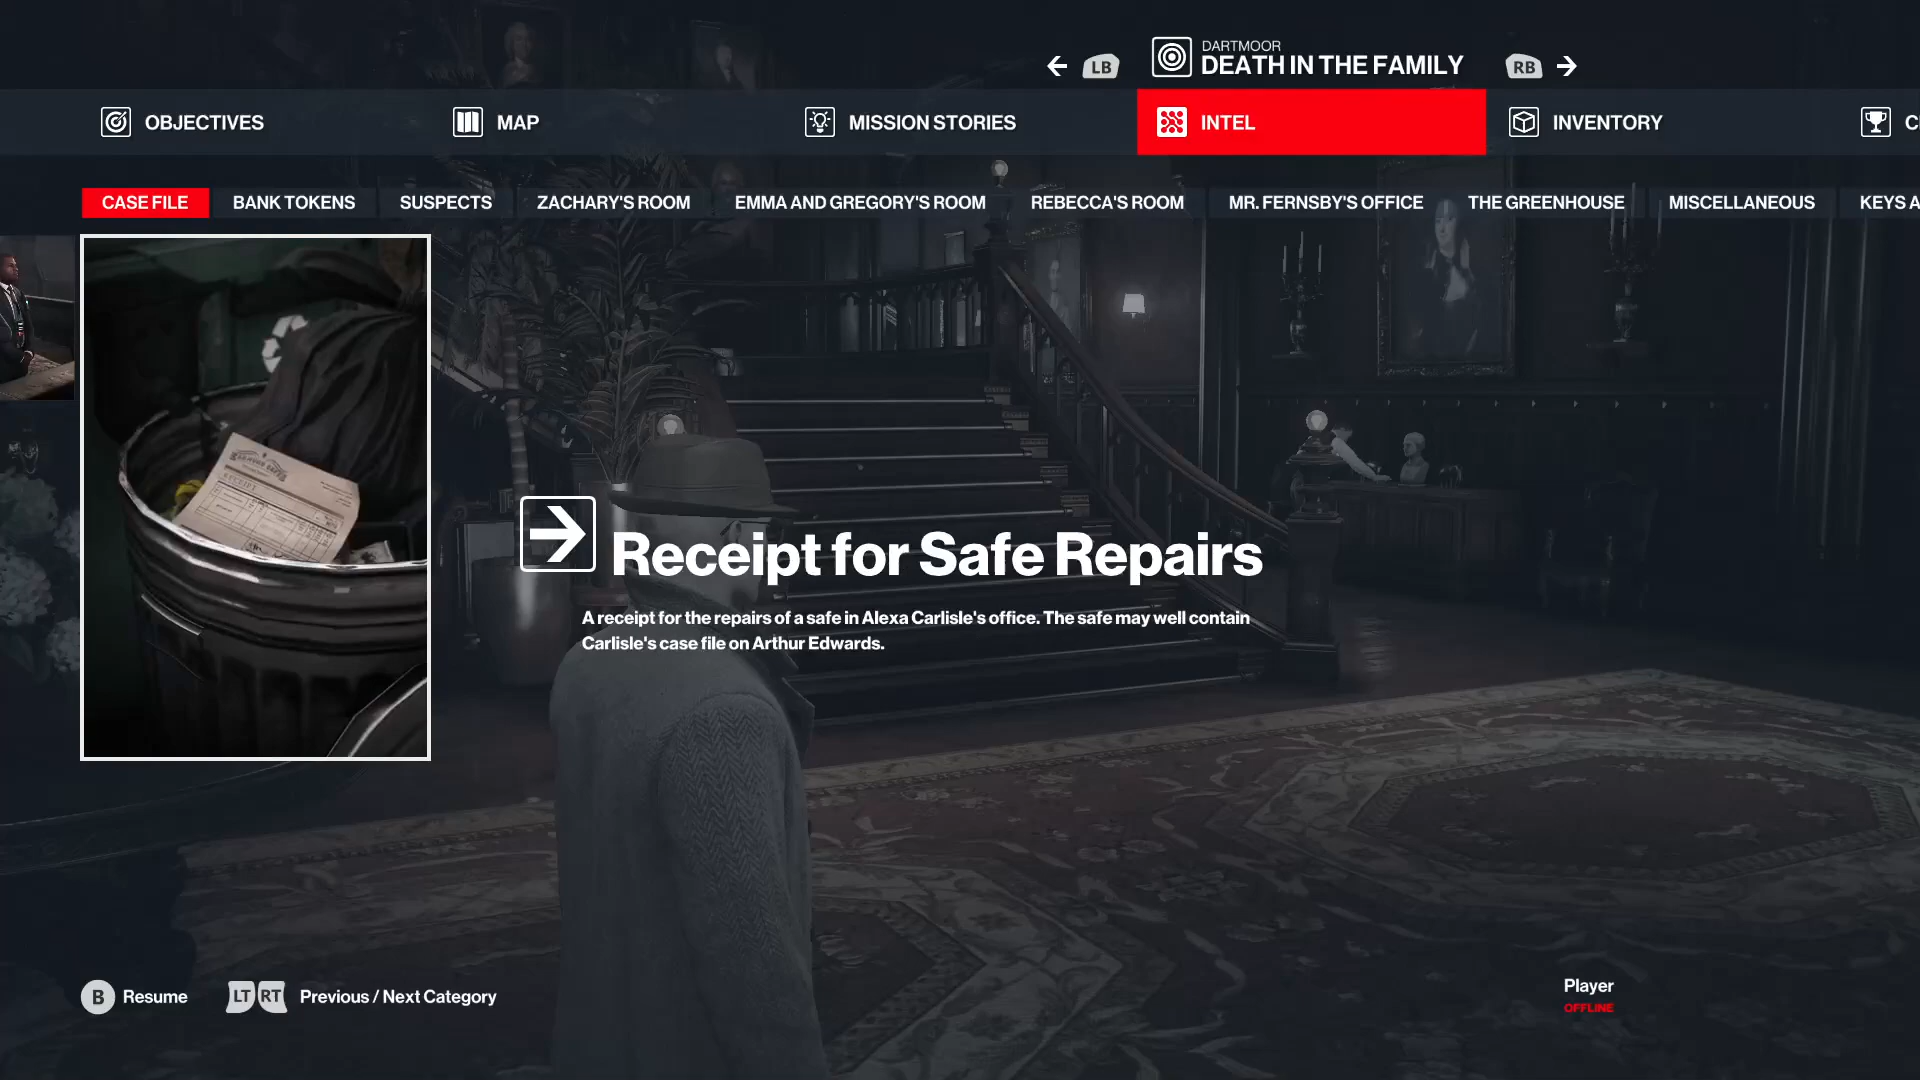 LB
DARTMOOR
DEATH IN THE FAMILY
RB
OBJECTIVES
MAP
MISSION STORIES
INTEL
INVENTORY
C
CASE FILE
BANK TOKENS
SUSPECTS
ZACHARY'S ROOM
EMMA AND GREGORY'S ROOM
REBECCA'S ROOM
MR. FERNSBY'S OFFICE
THE GREENHOUSE
MISCELLANEOUS
KEYS A
RECEIPT
Receipt for Safe Repairs
A receipt for the repairs of a safe in Alexa Carlisle's office. The safe may well contain
Carlisle's case file on Arthur Edwards.
B Resume
LT RT Previous / Next Category
Player
OFFLINE